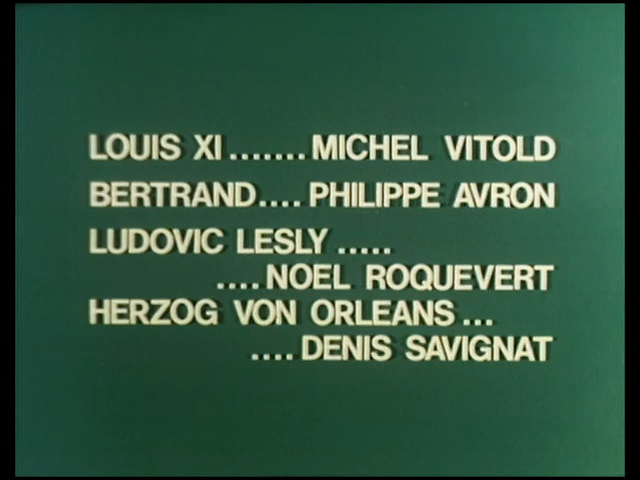 LOUIS XI.......MICHEL VITOLD
BERTRAND....PHILIPPE AVRON
LUDOVIC LESLY.....
....NOEL ROQUEVERT
HERZOG VON ORLEANS...
....DENIS SAVIGNAT